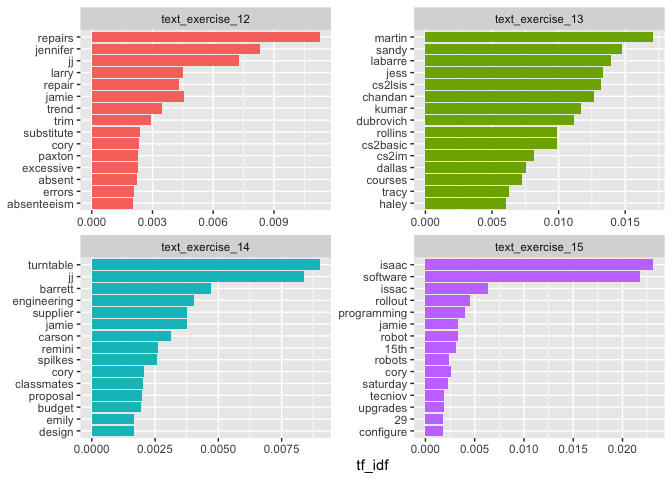 text_exercise_12
repairs
jennifer
jj
larry
repair
jamie
trend
trim
substitute
cory
paxton
excessive
absent
errors
absenteeism
0.000 0.003 0.006 0.009
text_exercise_13
martin
sandy
labarre
jess
cs2lsis
chandan
kumar
dubrovich
rollins
cs2basic
cs2im
dallas
courses
tracy
haley
0.000 0.005 0.010 0.015
text_exercise_14
turntable
jj
barrett
engineering
supplier
jamie
carson
remini
spilkes
cory
classmates
proposal
budget
emily
design
0.0000 0.0025 0.0050 0.0075
text_exercise_15
isaac
software
issac
rollout
programming
jamie
robot
15th
robots
cory
saturday
tecniov
upgrades
29
configure
0.000 0.005 0.010 0.015 0.020
tf_idf